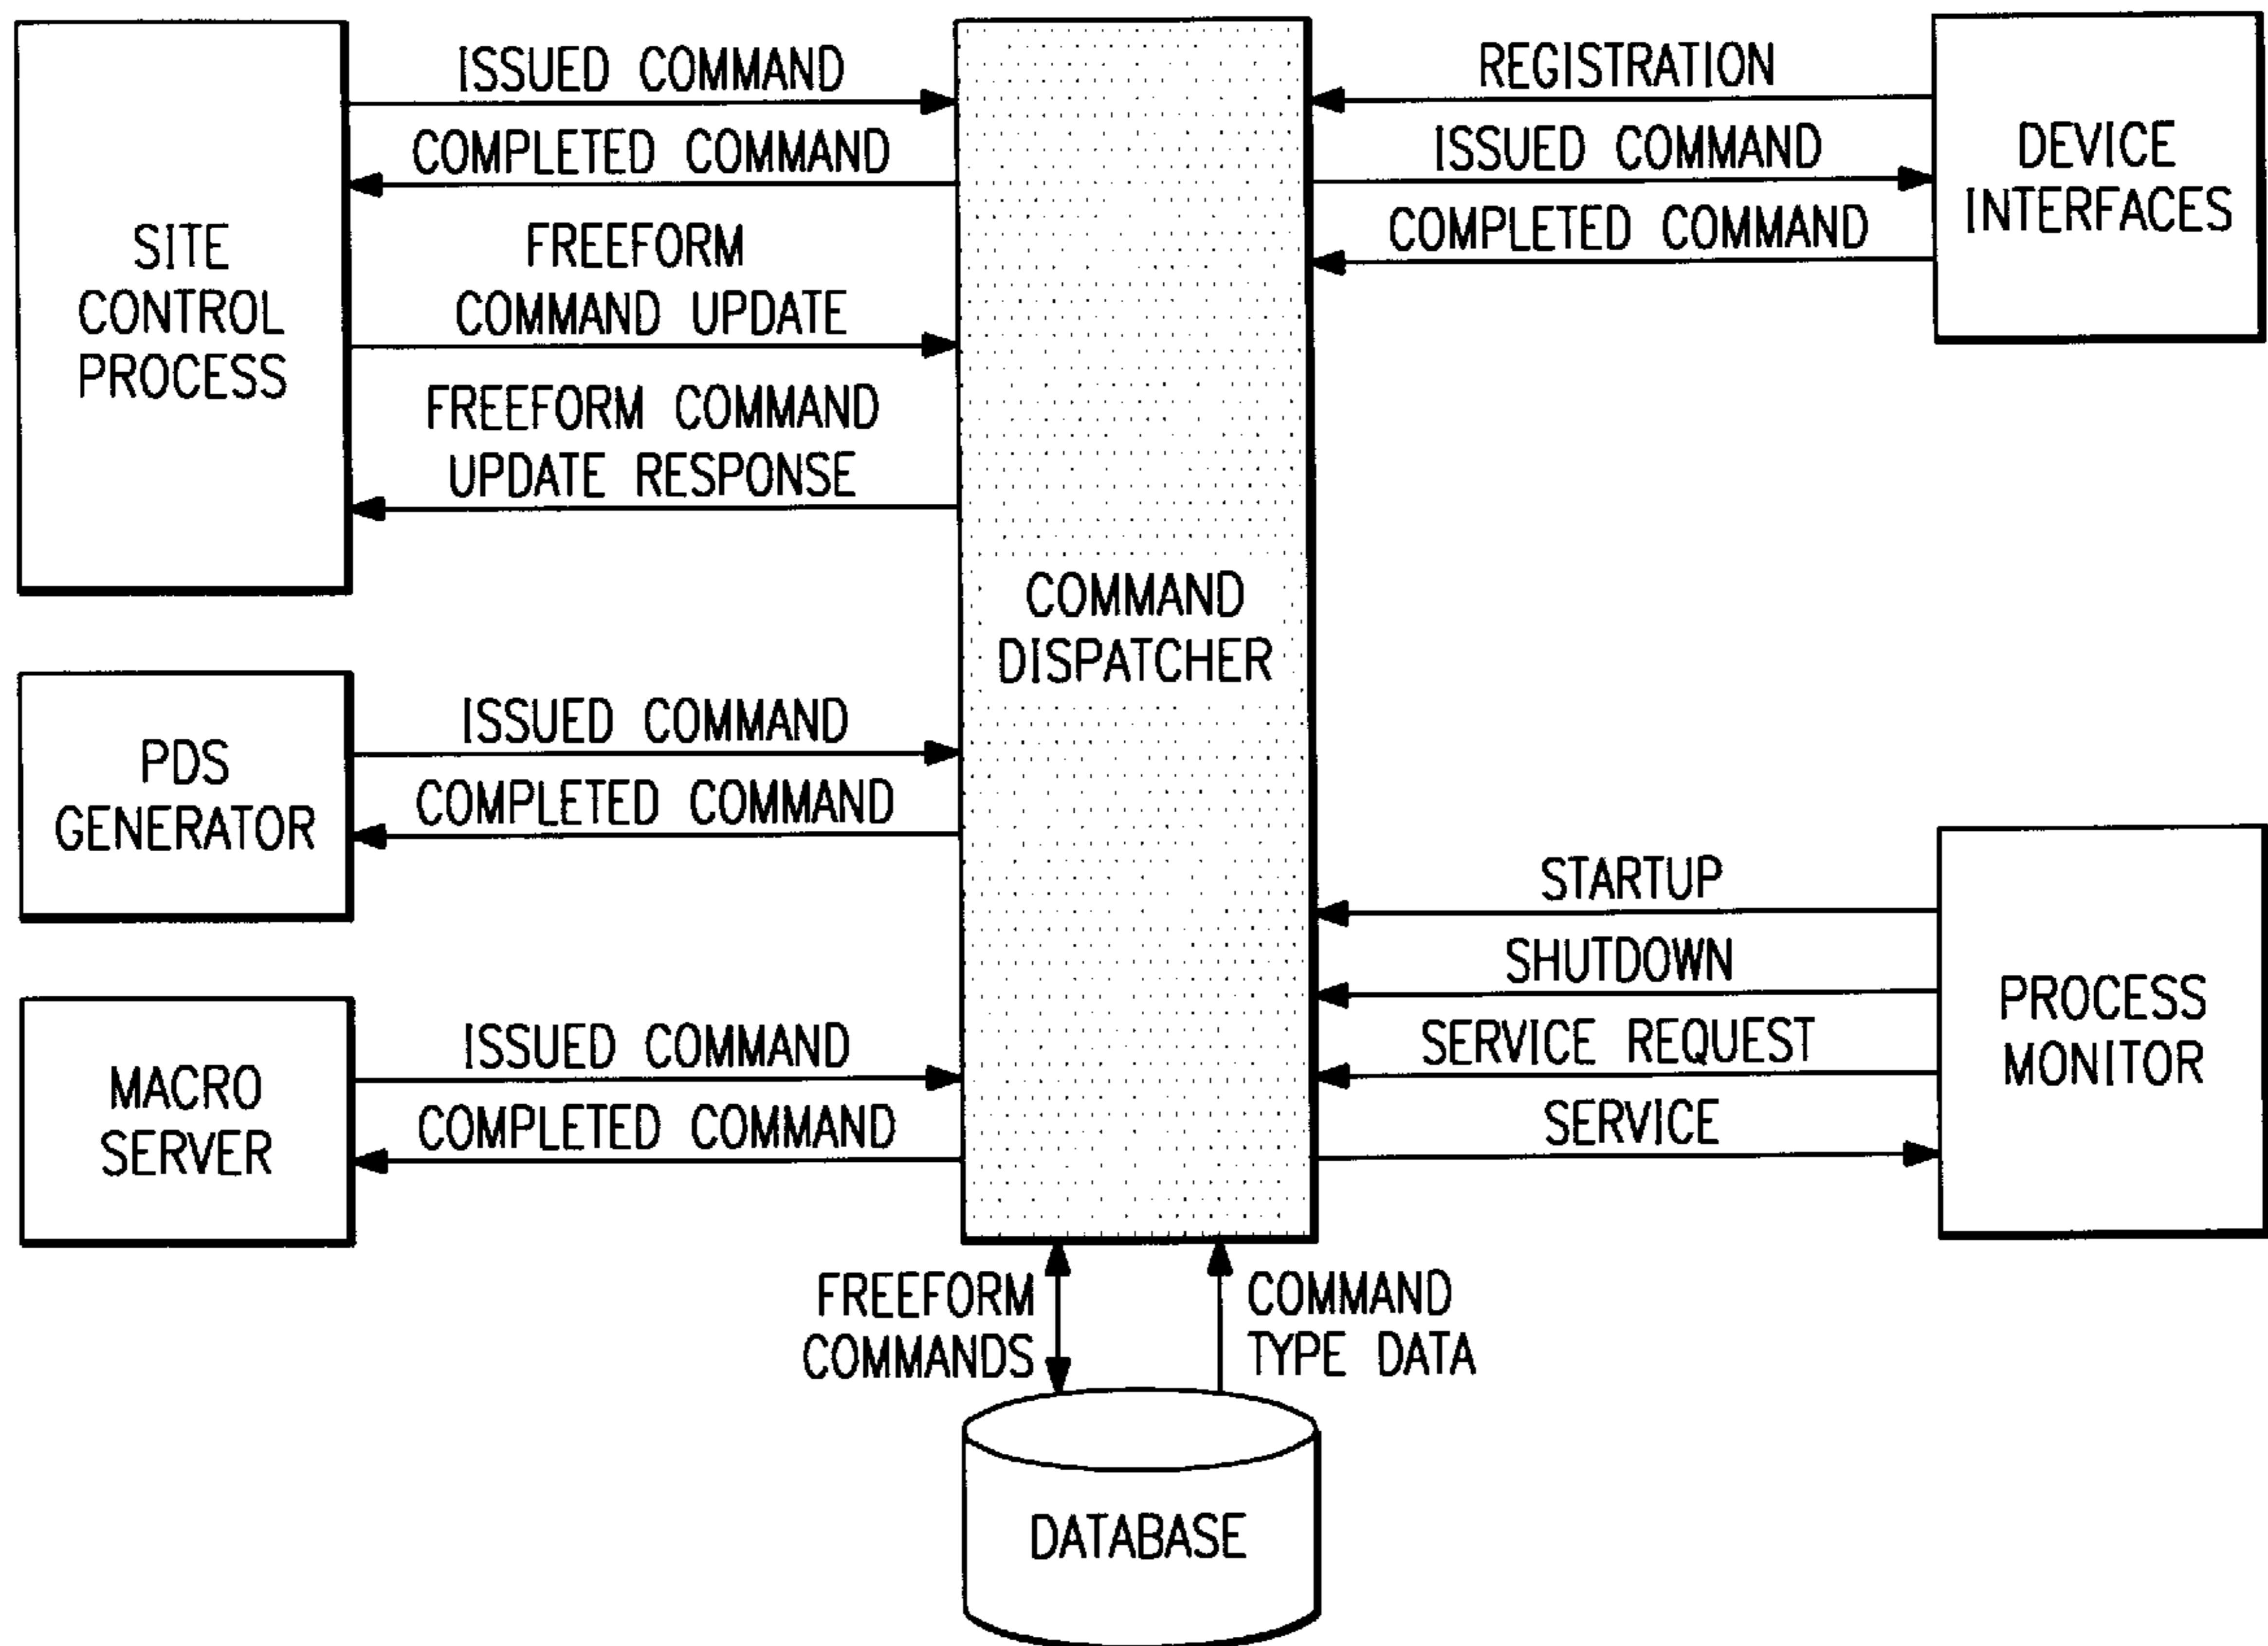 ISSUED COMMAND
COMPLETED COMMAND
SITE
CONTROL
PROCESS
FREEFORM
COMMAND UPDATE
FREEFORM COMMAND
UPDATE RESPONSE
REGISTRATION
ISSUED COMMAND
COMPLETED COMMAND
DEVICE
INTERFACES
COMMAND
DISPATCHER
PDS
GENERATOR
ISSUED COMMAND
COMPLETED COMMAND
MACRO
SERVER
ISSUED COMMAND
COMPLETED COMMAND
STARTUP
SHUTDOWN
SERVICE REQUEST
SERVICE
PROCESS
MONITOR
FREEFORM
COMMANDS
COMMAND
TYPE DATA
DATABASE